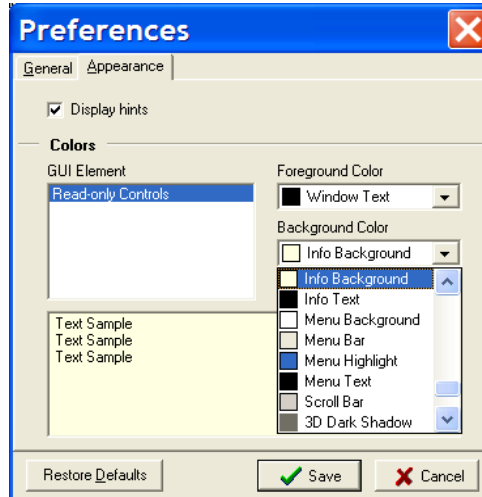 Preferences
General Appearance
Display hints
Colors
GUI Element
Read-only Controls
Foreground Color
Window Text
Background Color
Info Background
Info Background
Info Text
Menu Background
Menu Bar
Menu Highlight
Menu Text
Scroll Bar
3D Dark Shadow
Text Sample
Text Sample
Text Sample
Restore Defaults Save Cancel